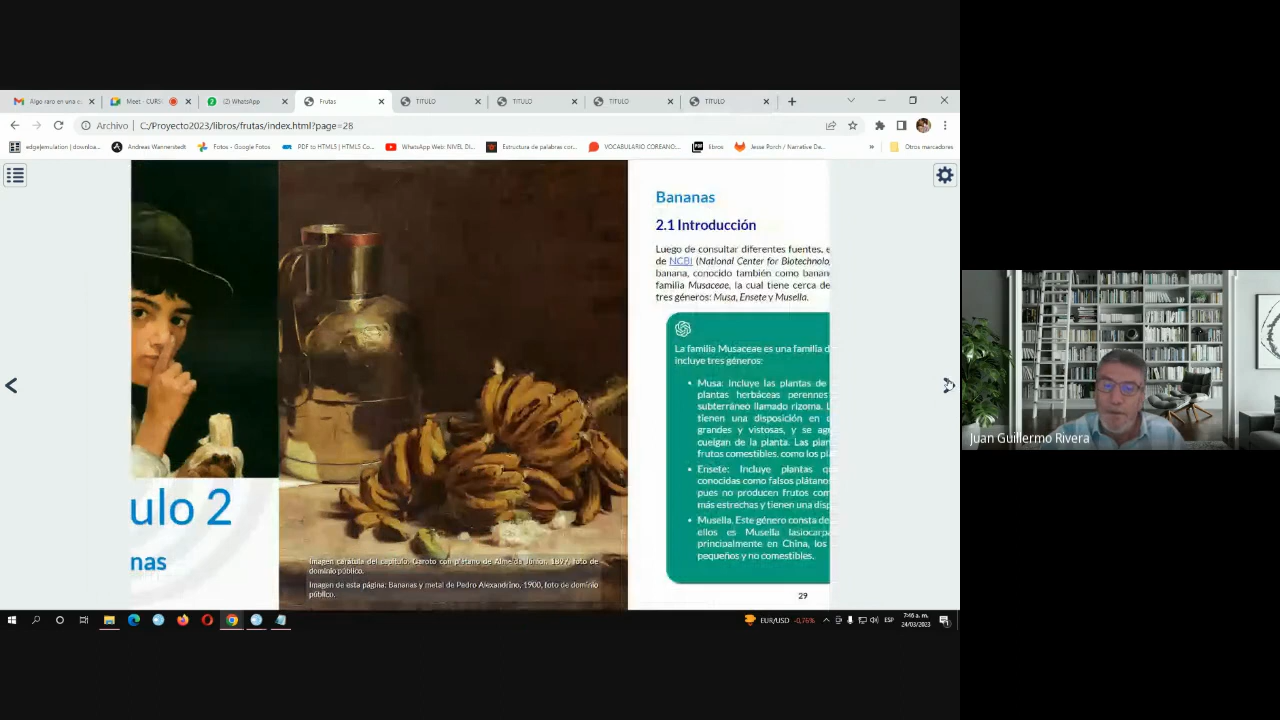 Algo raro en una c
Meet - CURS
(2) WhatsApp
Frutas
TITULO
TITULO
TITULO
TITULO
Archivo
C:/Proyecto2023/libros/frutas/index.html?page=28
edge|emulation | downloa...
Andreas Wannerstedt
Fotos - Google Fotos
PDF to HTML5 | HTML5 Co...
WhatsApp Web: NIVEL DI...
Estructura de palabras cor...
VOCABULARIO COREANO:...
libros
Jesse Porch / Narrative Da...
»
Otros marcadores
ulo 2
nas
Imagen carátula del capítulo: Garoto com plátano de Almeida Júnior, 1897, foto de
dominio público.
Imagen de esta página: Bananas y metal de Pedro Alexandrino, 1900, foto de dominio
público.
Bananas
2.1 Introducción
Luego de consultar diferentes fuentes, e
de NCBI (National Center for Biotechnolo
banana, conocido también como banan
familia Musaceae, la cual tiene cerca de
tres géneros: Musa, Ensete y Musella.
La familia Musaceae es una familia d
incluye tres géneros:
• Musa: Incluye las plantas de
plantas herbáceas perennes
subterráneo llamado rizoma. L
tienen una disposición en
grandes y vistosas, y se ag
cuelgan de la planta. Las plan
frutos comestibles, como los pl
• Ensete: Incluye plantas qu
conocidas como falsos plátanos
pues no producen frutos com
más estrechas y tienen una disp
• Musella. Este género consta de
ellos es Musella lasiocarpa
principalmente en China, los
pequeños y no comestibles.
29
EUR/USD -0,76%
ESP
7:46 a. m.
24/03/2023
Juan Guillermo Rivera